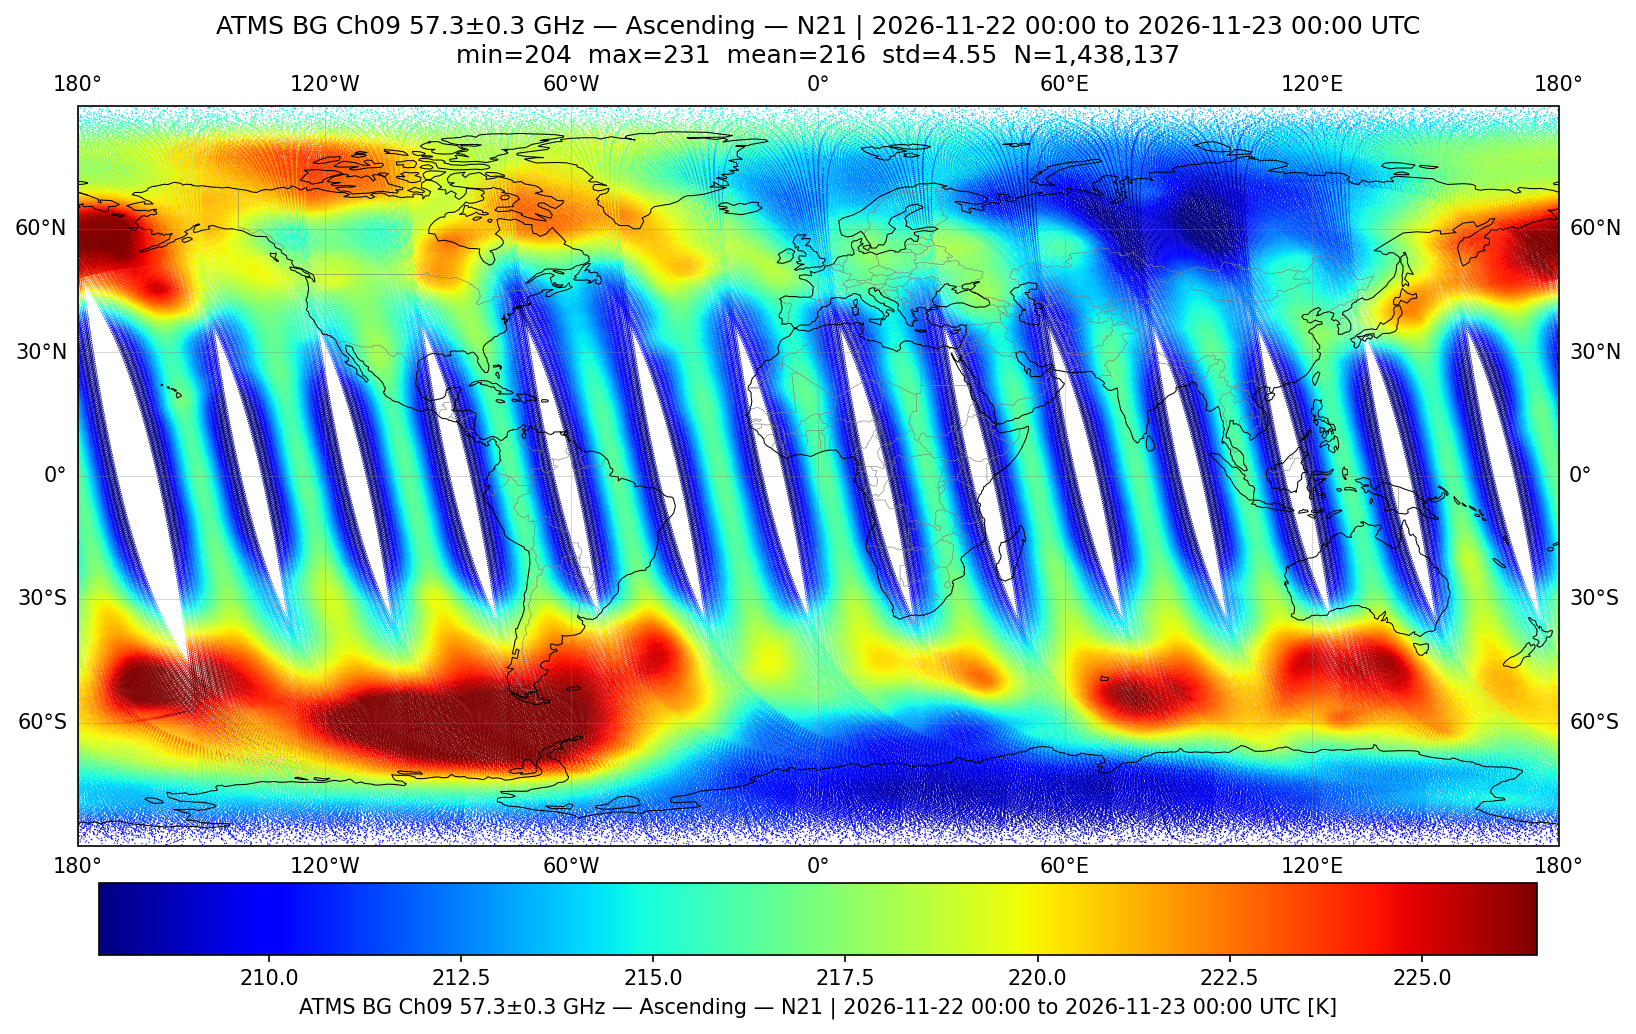 ATMS BG Ch09 57.3±0.3 GHz — Ascending — N21 | 2026-11-22 00:00 to 2026-11-23 00:00 UTC
min=204 max=231 mean=216 std=4.55 N=1,438,137
180° 120°W 60°W 0° 60°E 120°E 180°
60°N 60°N
30°N 30°N
0° 0°
30°S 30°S
60°S 60°S
180° 120°W 60°W 0° 60°E 120°E 180°
210.0 212.5 215.0 217.5 220.0 222.5 225.0
ATMS BG Ch09 57.3±0.3 GHz — Ascending — N21 | 2026-11-22 00:00 to 2026-11-23 00:00 UTC [K]